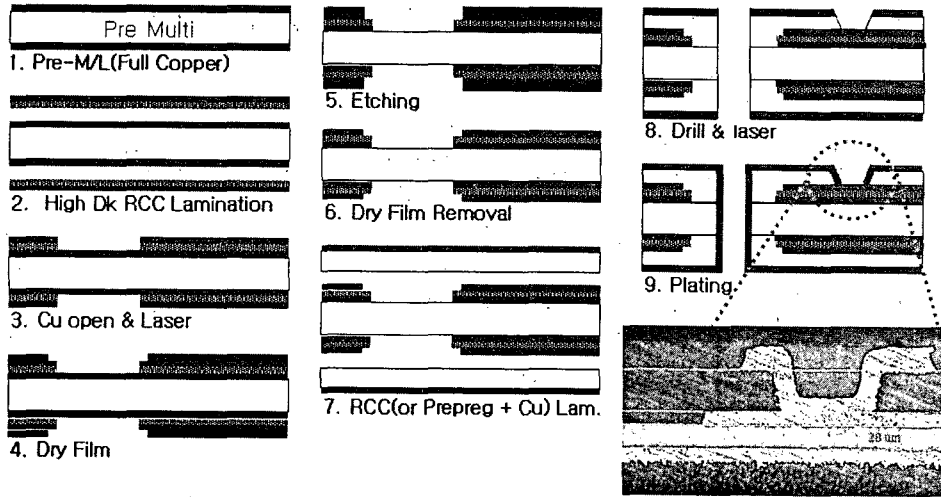 Pre Multi
1. Pre-M/L(Full Copper)
2. High Dk RCC Lamination
3. Cu open & Laser
4. Dry Film
5. Etching
6. Dry Film Removal
7. RCC(or Prepreg + Cu) Lam.
8. Drill & laser
9. Plating
28 um